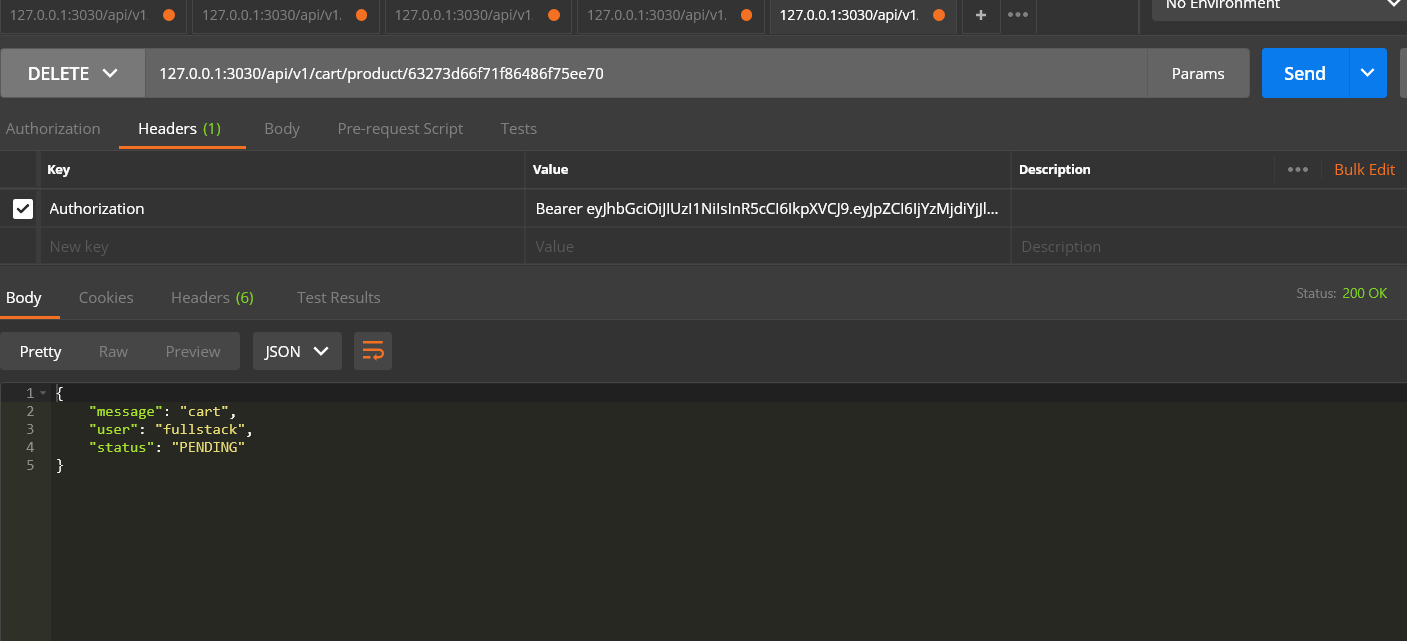 127.0.0.1:3030/api/v1 127.0.0.1:3030/api/v1. 127.0.0.1:3030/api/v1 127.0.0.1:3030/api/v1. 127.0.0.1:3030/api/v1. + ••• No Environment
DELETE 127.0.0.1:3030/api/v1/cart/product/63273d66f71f86486f75ee70 Params Send
Authorization Headers (1) Body Pre-request Script Tests
Key Value Description ••• Bulk Edit
Authorization Bearer eyJhbGciOiJIUzI1NiIsInR5cCI6IkpXVCJ9.eyJpZCI6IjYzMjdiYjJl...
New key Value Description
Body Cookies Headers (6) Test Results Status: 200 OK
Pretty Raw Preview JSON
1 {
2 "message": "cart",
3 "user": "fullstack",
4 "status": "PENDING"
5 }